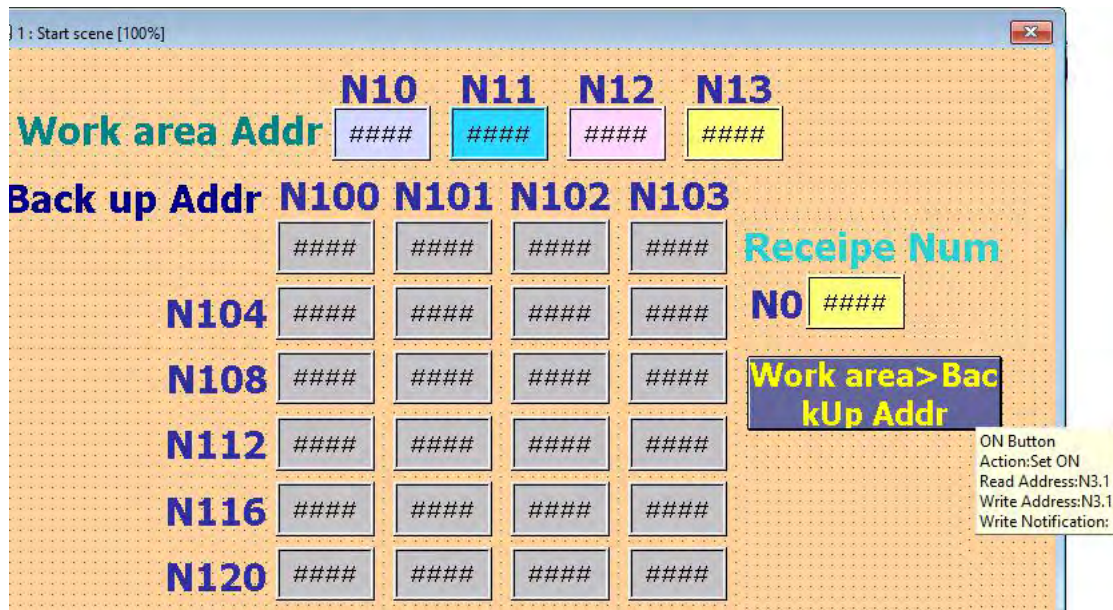 1 : Start scene [100%]
N10 N11 N12 N13
Work area Addr #### #### #### ####
Back up Addr N100 N101 N102 N103
#### #### #### ####
Receipe Num
N104 #### #### #### ####
N0 ####
N108 #### #### #### ####
Work area>Bac
kUp Addr
N112 #### #### #### ####
ON Button
Action:Set ON
Read Address:N3.1
Write Address:N3.1
Write Notification:
N116 #### #### #### ####
N120 #### #### #### ####